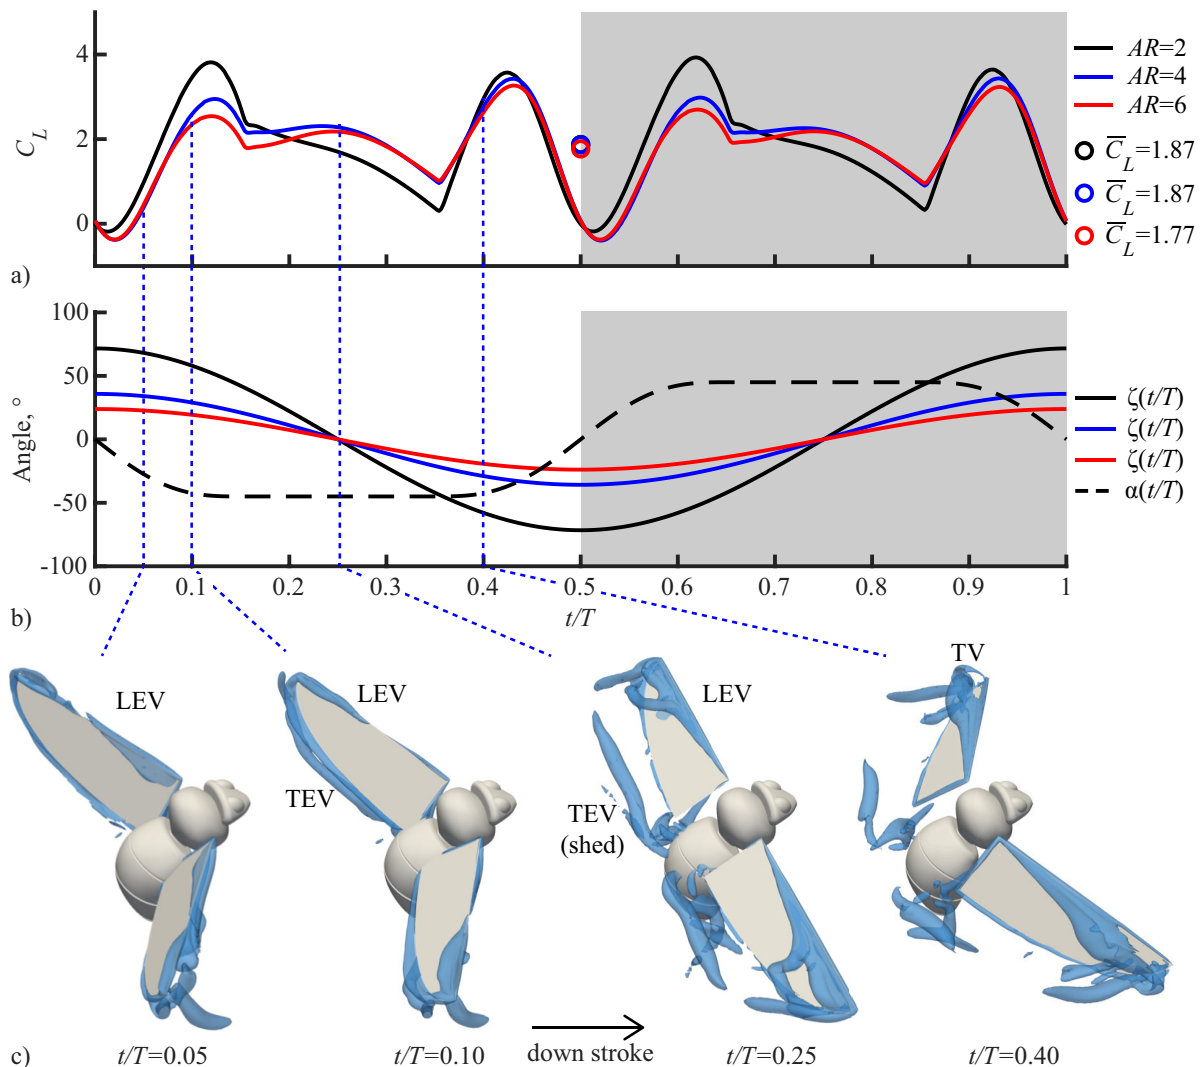 4
2
0
C_L
a)
AR=2
AR=4
AR=6
C̅_L=1.87
C̅_L=1.87
C̅_L=1.77
100
50
0
-50
-100
Angle, °
0 0.1 0.2 0.3 0.4 0.5 0.6 0.7 0.8 0.9 1
b)
t/T
ζ(t/T)
ζ(t/T)
ζ(t/T)
α(t/T)
LEV
LEV
TEV
LEV
TEV
(shed)
TV
c)
t/T=0.05
t/T=0.10
down stroke
t/T=0.25
t/T=0.40